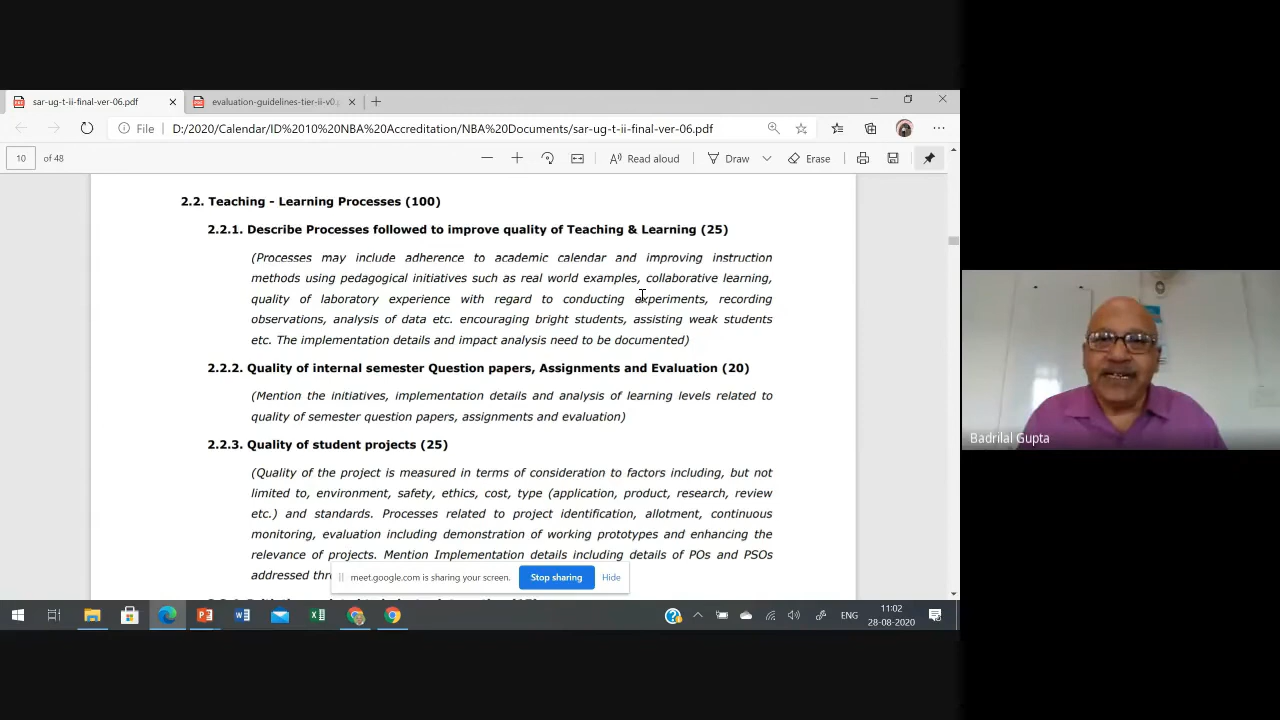 sar-ug-t-ii-final-ver-06.pdf
evaluation-guidelines-tier-ii-v0.
File
D:/2020/Calendar/ID%2010%20NBA%20Accreditation/NBA%20Documents/sar-ug-t-ii-final-ver-06.pdf
10 of 48
Read aloud
Draw
Erase
2.2. Teaching - Learning Processes (100)
2.2.1. Describe Processes followed to improve quality of Teaching & Learning (25)
(Processes may include adherence to academic calendar and improving instruction
methods using pedagogical initiatives such as real world examples, collaborative learning,
quality of laboratory experience with regard to conducting experiments, recording
observations, analysis of data etc. encouraging bright students, assisting weak students
etc. The implementation details and impact analysis need to be documented)
2.2.2. Quality of internal semester Question papers, Assignments and Evaluation (20)
(Mention the initiatives, implementation details and analysis of learning levels related to
quality of semester question papers, assignments and evaluation)
2.2.3. Quality of student projects (25)
(Quality of the project is measured in terms of consideration to factors including, but not
limited to, environment, safety, ethics, cost, type (application, product, research, review
etc.) and standards. Processes related to project identification, allotment, continuous
monitoring, evaluation including demonstration of working prototypes and enhancing the
relevance of projects. Mention Implementation details including details of POs and PSOs
addressed
meet.google.com is sharing your screen.
Stop sharing
Hide
Badrilal Gupta
ENG
11:02
28-08-2020